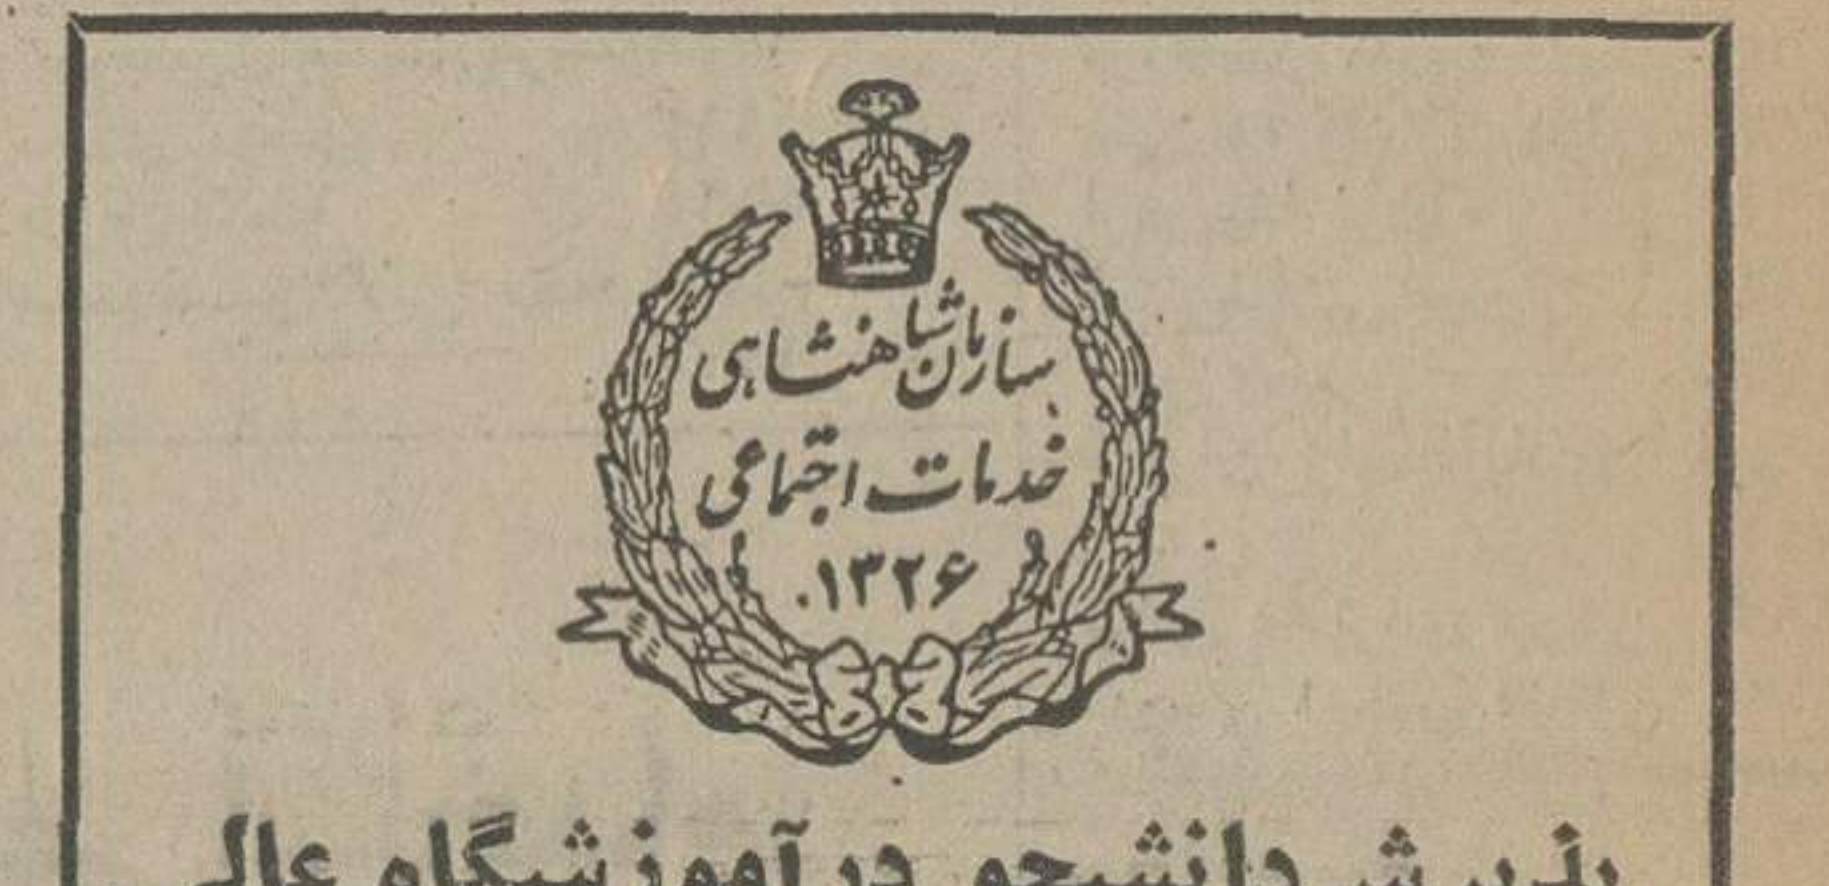 سازمان شاهنشاهی
خدمات اجتماعی
۱۳۲۶
پذیرش دانشجو در آموزشگاه عالی